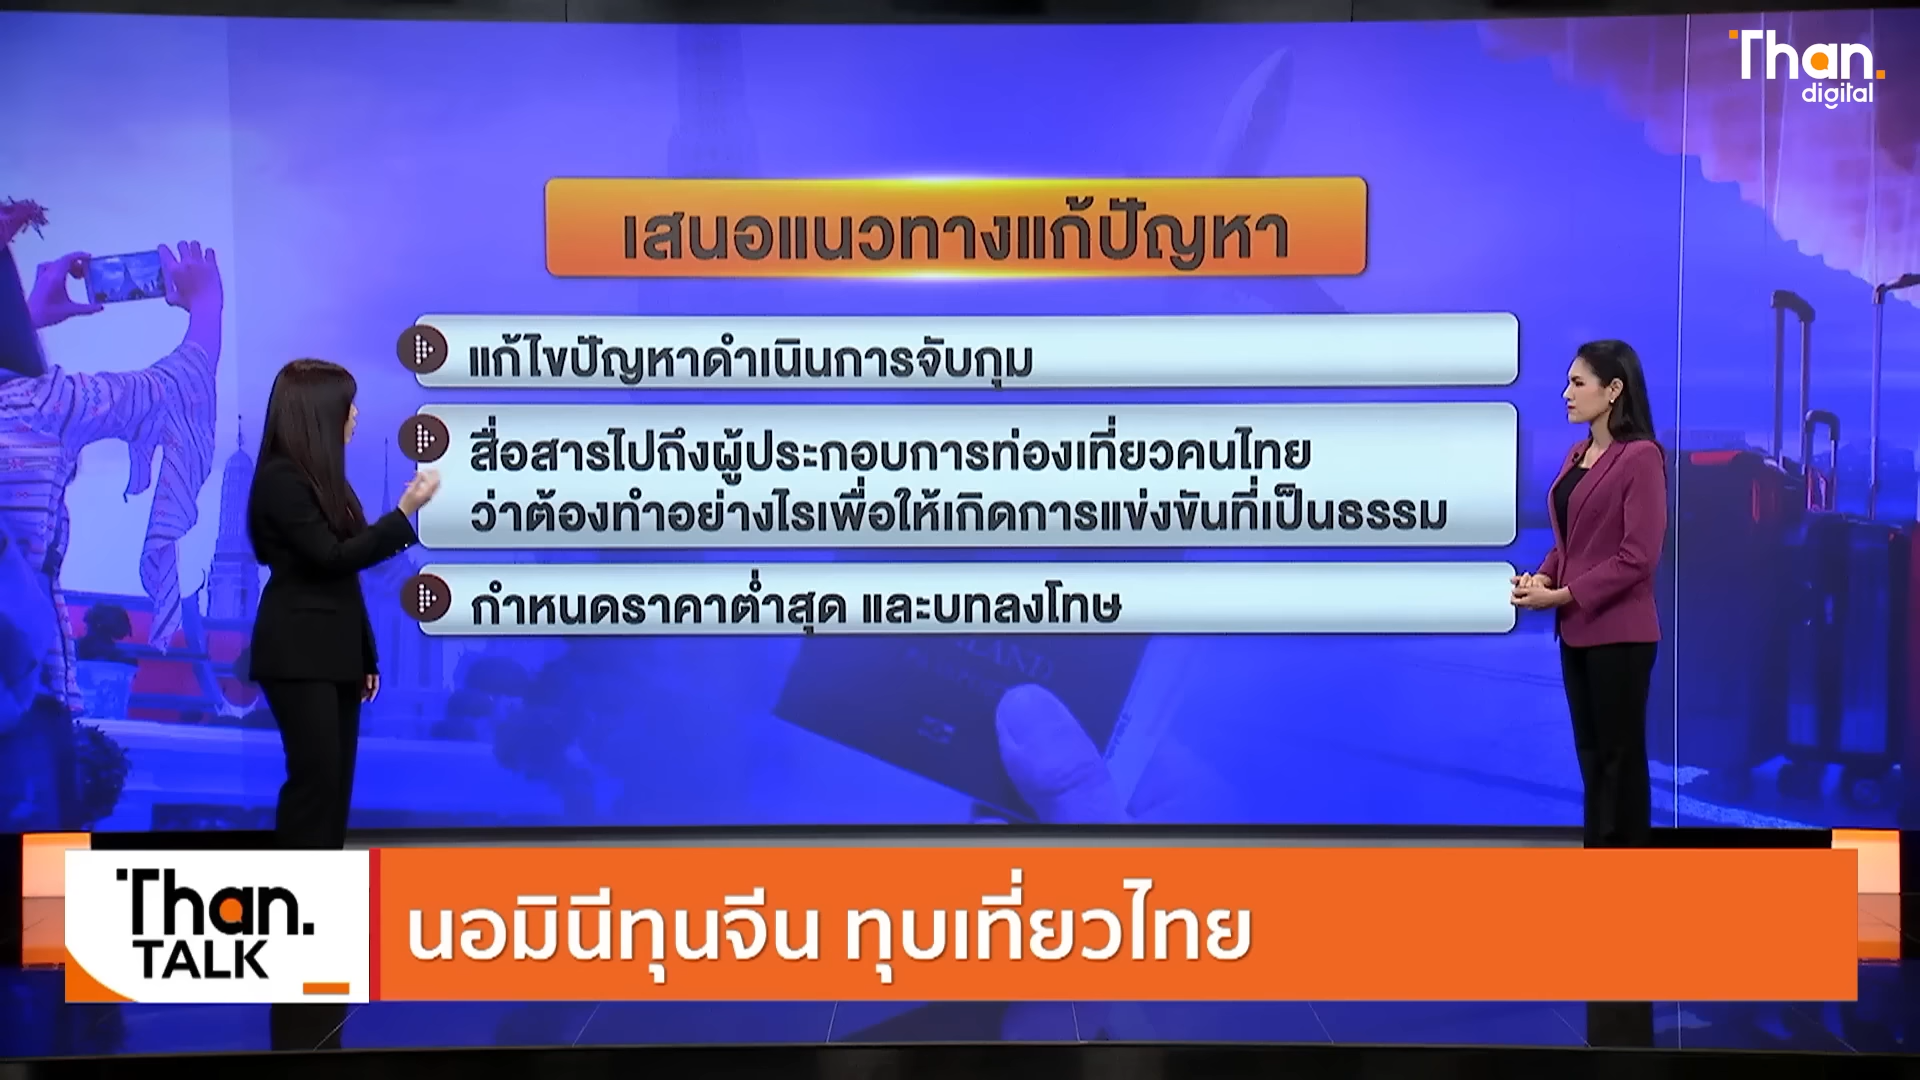 Than.
digital
เสนอแนวทางแก้ปัญหา
แก้ไขปัญหาดำเนินการจับกุม
สื่อสารไปถึงผู้ประกอบการท่องเที่ยวคนไทย
ว่าต้องทำอย่างไรเพื่อให้เกิดการแข่งขันที่เป็นธรรม
กำหนดราคาต่ำสุด และบทลงโทษ
Than.
TALK
นอมินีทุนจีน ทุบเที่ยวไทย